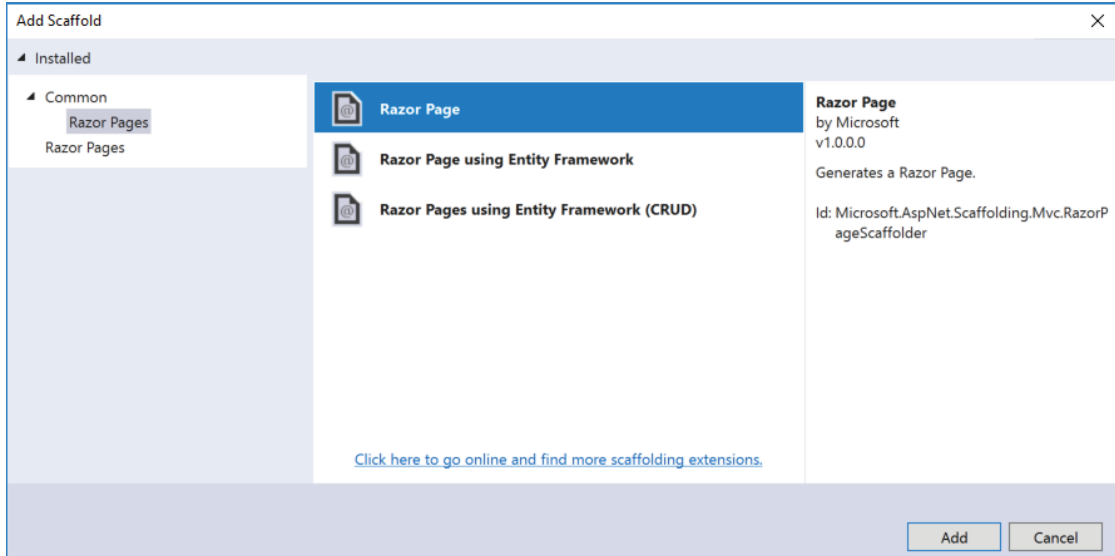 Add Scaffold
Installed
Common
Razor Pages
Razor Pages
Razor Page
Razor Page using Entity Framework
Razor Pages using Entity Framework (CRUD)
Click here to go online and find more scaffolding extensions.
Razor Page
by Microsoft
v1.0.0.0
Generates a Razor Page.
Id: Microsoft.AspNet.Scaffolding.Mvc.RazorP
ageScaffolder
Add
Cancel